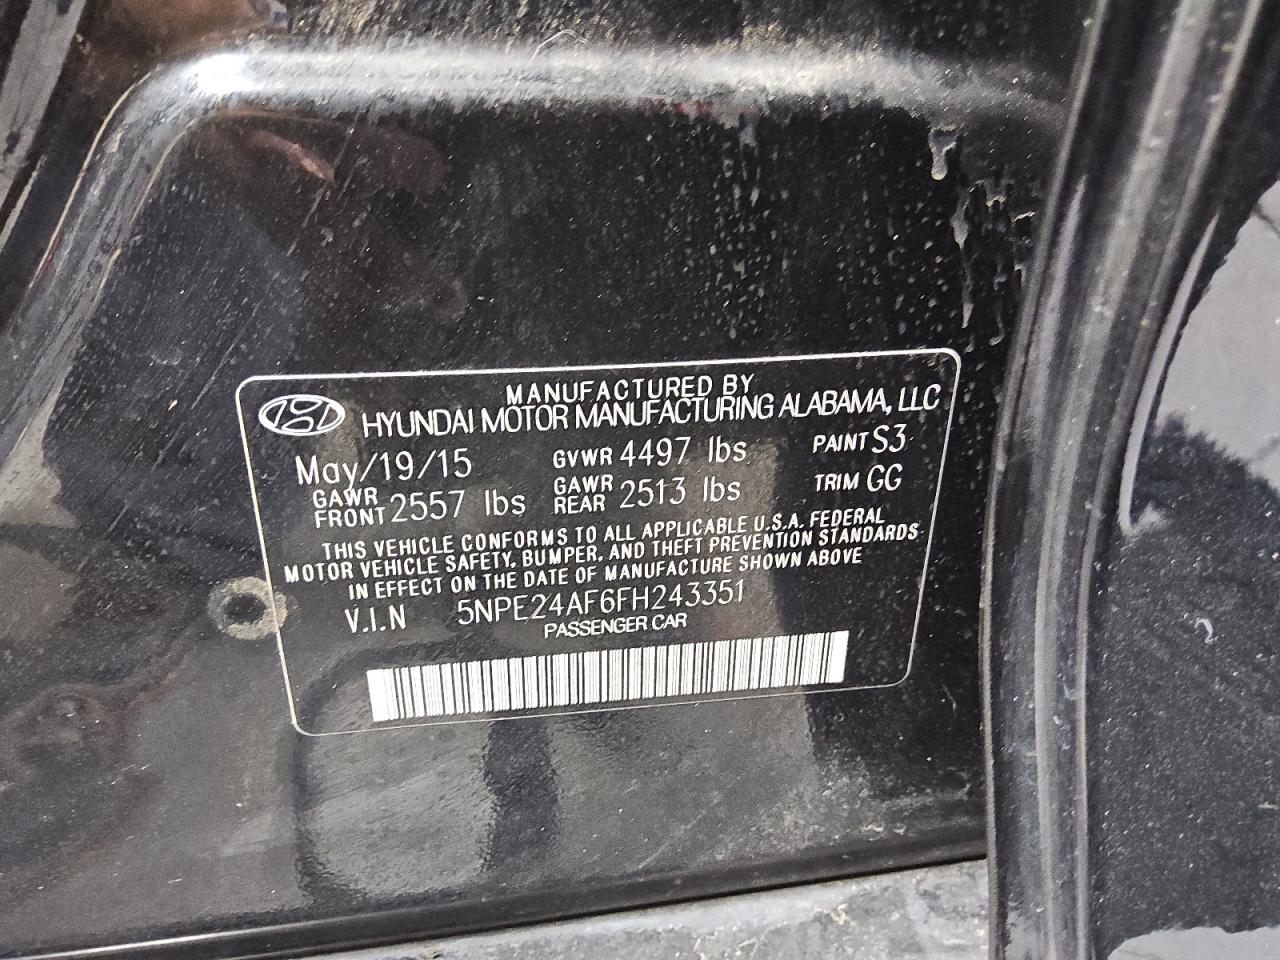 MANUFACTURED BY
HYUNDAI MOTOR MANUFACTURING ALABAMA, LLC
May/19/15 GVWR 4497 lbs PAINT S3
GAWR FRONT 2557 lbs GAWR REAR 2513 lbs TRIM GG
THIS VEHICLE CONFORMS TO ALL APPLICABLE U.S.A. FEDERAL
MOTOR VEHICLE SAFETY, BUMPER, AND THEFT PREVENTION STANDARDS
IN EFFECT ON THE DATE OF MANUFACTURE SHOWN ABOVE
V.I.N 5NPE24AF6FH243351
PASSENGER CAR